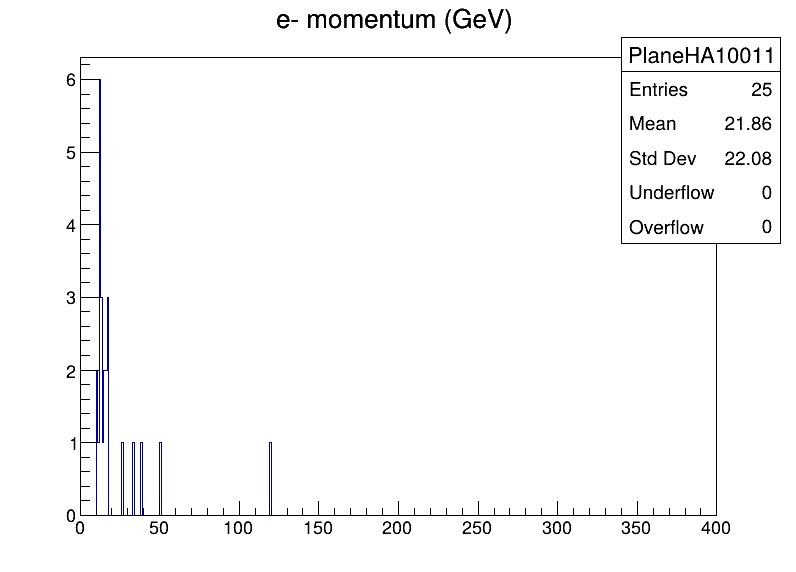 e- momentum (GeV)
PlaneHA10011
Entries 25
Mean 21.86
Std Dev 22.08
Underflow 0
Overflow 0
6
5
4
3
2
1
0
0 50 100 150 200 250 300 350 400